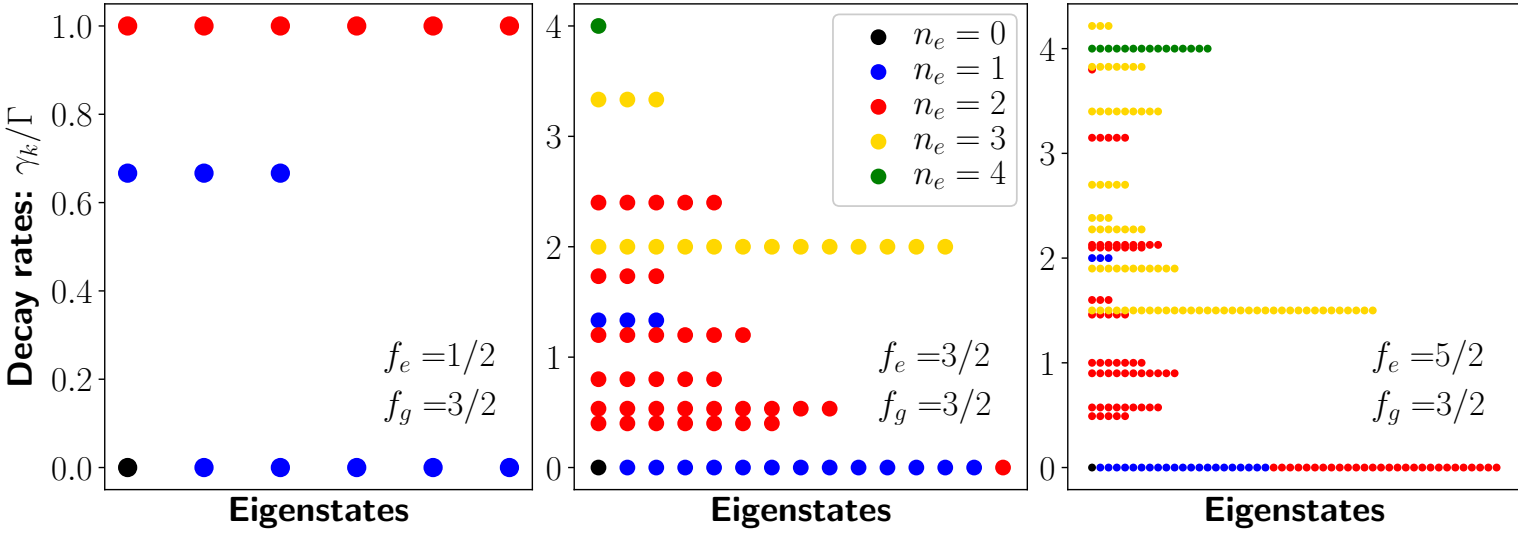 Decay rates: γ_k/Γ
1.0
0.8
0.6
0.4
0.2
0.0
f_e =1/2
f_g =3/2
Eigenstates
4
3
2
1
0
n_e = 0
n_e = 1
n_e = 2
n_e = 3
n_e = 4
f_e =3/2
f_g =3/2
Eigenstates
4
3
2
1
0
f_e =5/2
f_g =3/2
Eigenstates